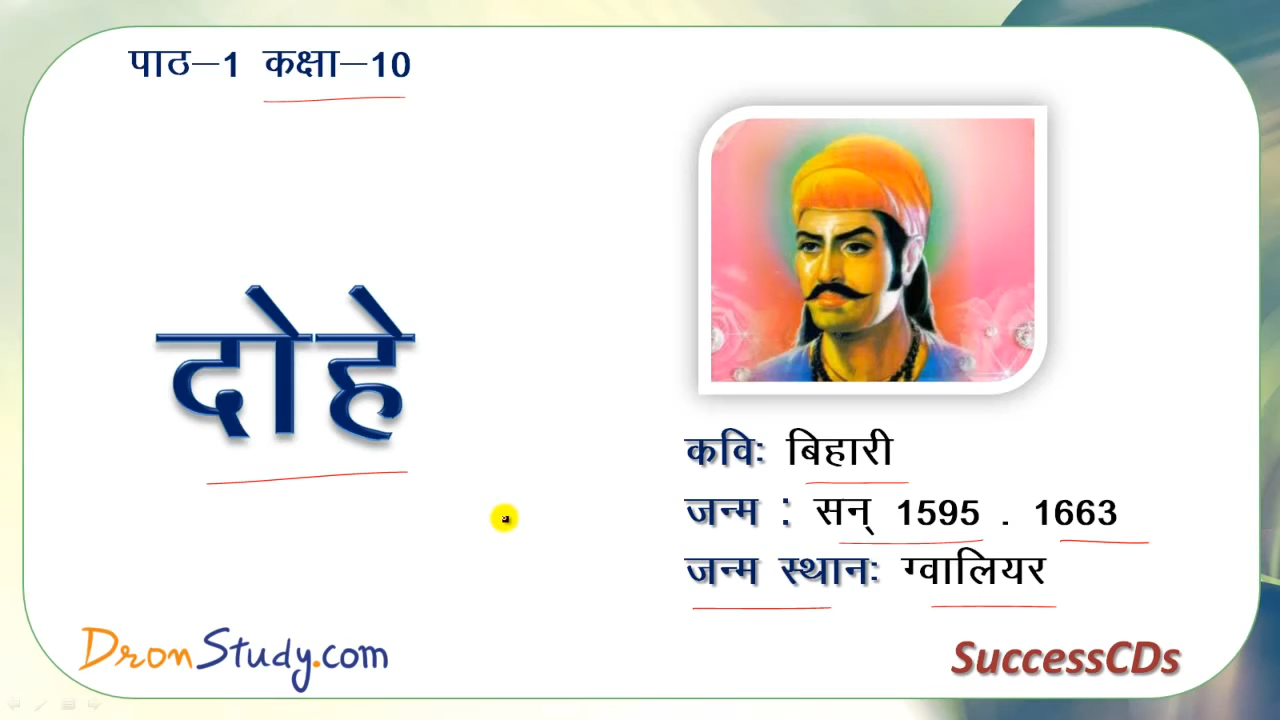 पाठ–1 कक्षा–10
दोहे
कविः बिहारी
जन्म : सन् 1595 . 1663
जन्म स्थानः ग्वालियर
DronStudy.com
SuccessCDs